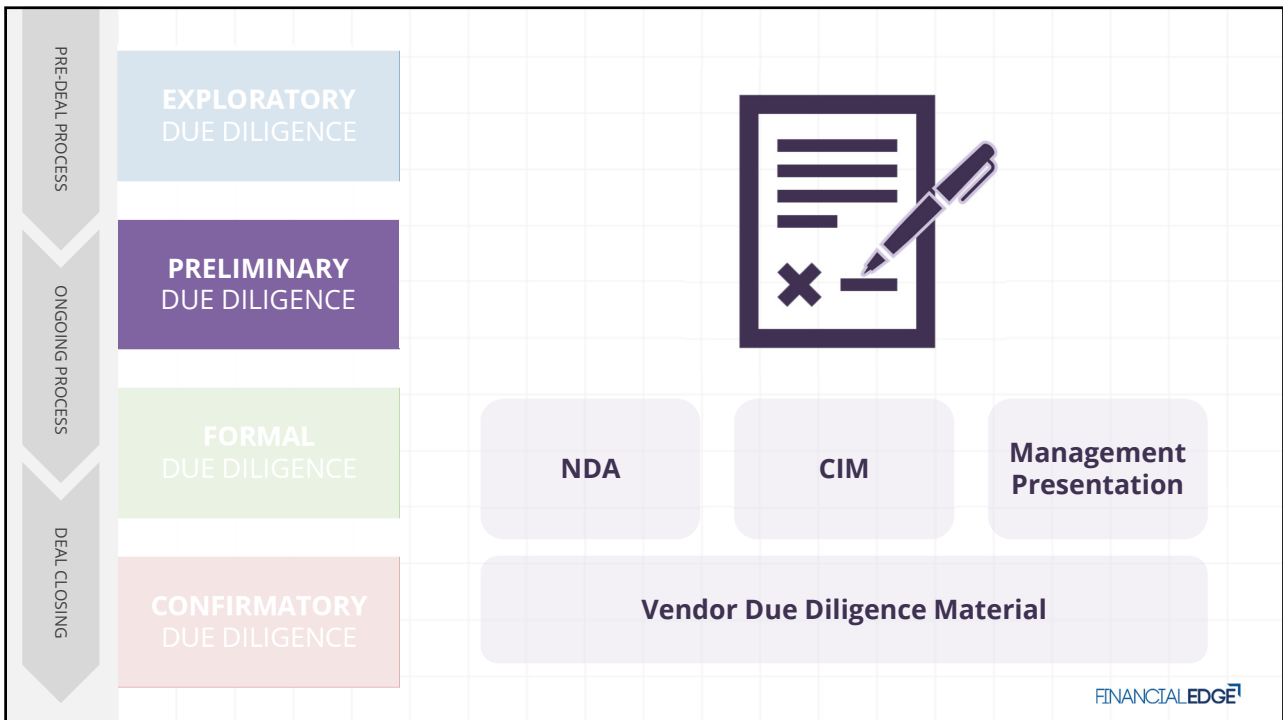 PRE-DEAL PROCESS
ONGOING PROCESS
DEAL CLOSING
EXPLORATORY
DUE DILIGENCE
PRELIMINARY
DUE DILIGENCE
FORMAL
DUE DILIGENCE
CONFIRMATORY
DUE DILIGENCE
NDA
CIM
Management
Presentation
Vendor Due Diligence Material
FINANCIALEDGE